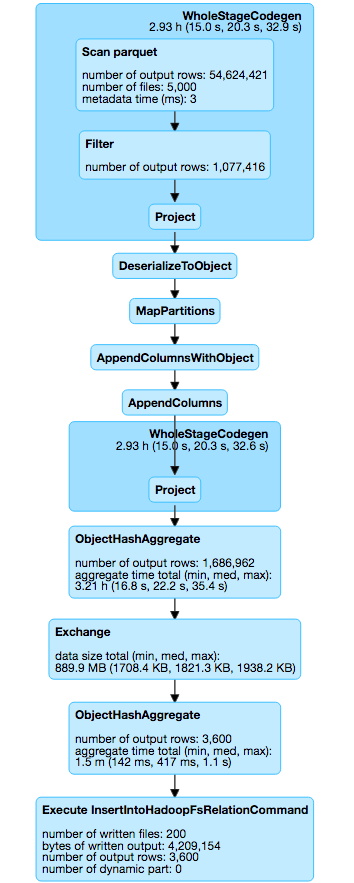 WholeStageCodegen
2.93 h (15.0 s, 20.3 s, 32.9 s)
Scan parquet
number of output rows: 54,624,421
number of files: 5,000
metadata time (ms): 3
Filter
number of output rows: 1,077,416
Project
DeserializeToObject
MapPartitions
AppendColumnsWithObject
AppendColumns
WholeStageCodegen
2.93 h (15.0 s, 20.3 s, 32.6 s)
Project
ObjectHashAggregate
number of output rows: 1,686,962
aggregate time total (min, med, max):
3.21 h (16.8 s, 22.2 s, 35.4 s)
Exchange
data size total (min, med, max):
889.9 MB (1708.4 KB, 1821.3 KB, 1938.2 KB)
ObjectHashAggregate
number of output rows: 3,600
aggregate time total (min, med, max):
1.5 m (142 ms, 417 ms, 1.1 s)
Execute InsertIntoHadoopFsRelationCommand
number of written files: 200
bytes of written output: 4,209,154
number of output rows: 3,600
number of dynamic part: 0